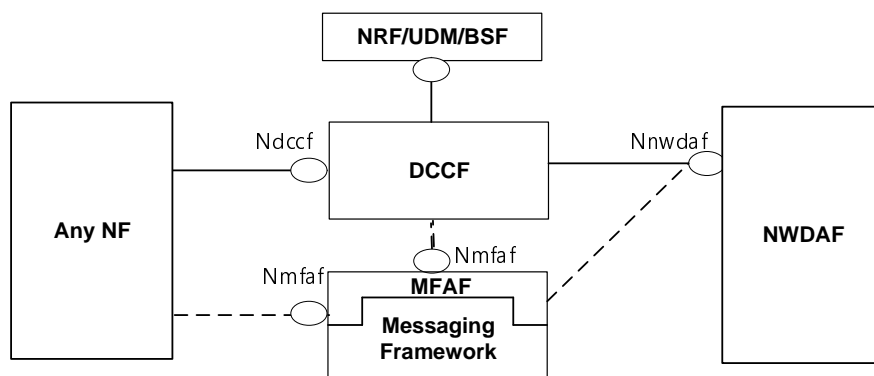 NRF/UDM/BSF
Ndccf
Nnwdaf
DCCF
Any NF
NWDAF
Nmfaf
Nmfaf
MFAF
Messaging
Framework